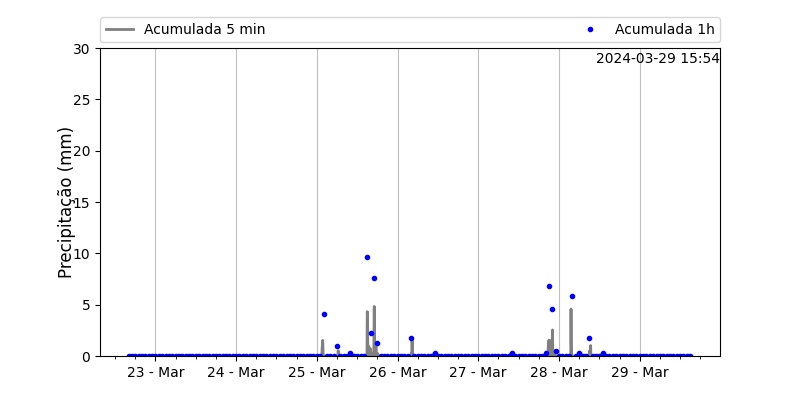 Acumulada 5 min
Acumulada 1h
2024-03-29 15:54
Precipitação (mm)
30
25
20
15
10
5
0
23 - Mar
24 - Mar
25 - Mar
26 - Mar
27 - Mar
28 - Mar
29 - Mar